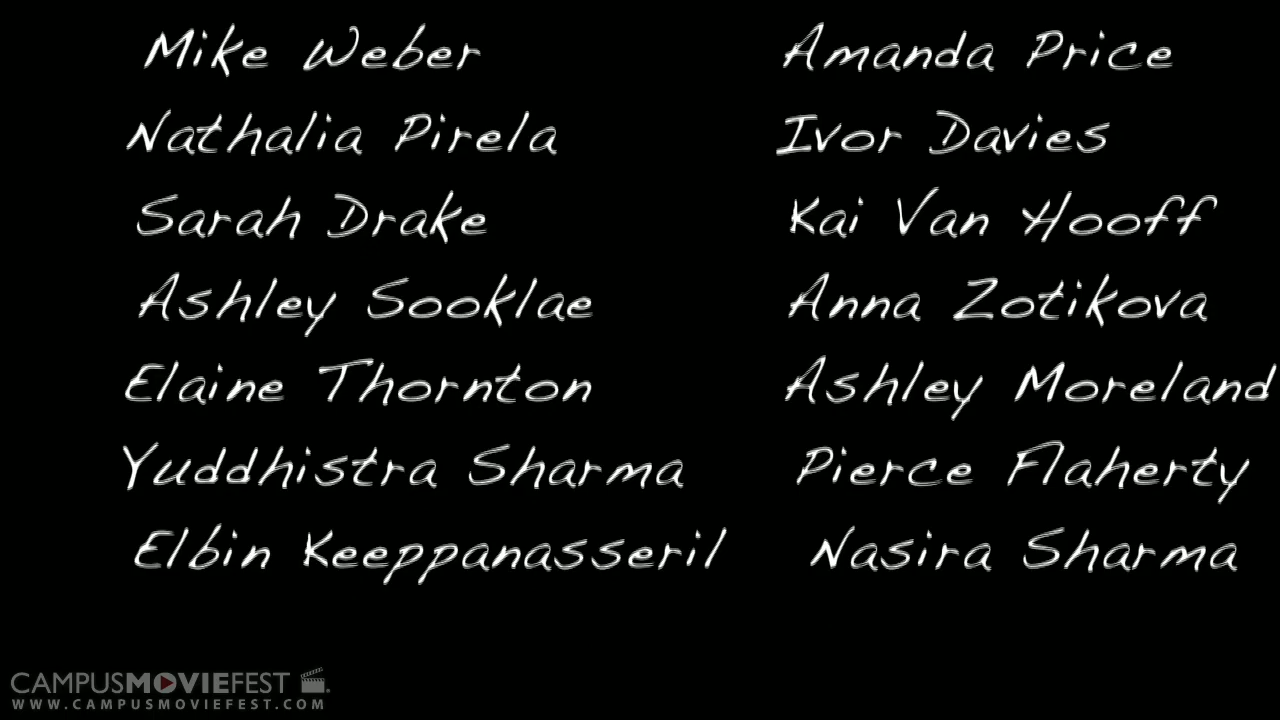 Mike Weber
Nathalia Pirela
Sarah Drake
Ashley Sooklae
Elaine Thornton
Yuddhistra Sharma
Elbin Keeppanasseril
Amanda Price
Ivor Davies
Kai Van Hooff
Anna Zotikova
Ashley Moreland
Pierce Flaherty
Nasira Sharma
CAMPUSMOVIEFEST
WWW.CAMPUSMOVIEFEST.COM